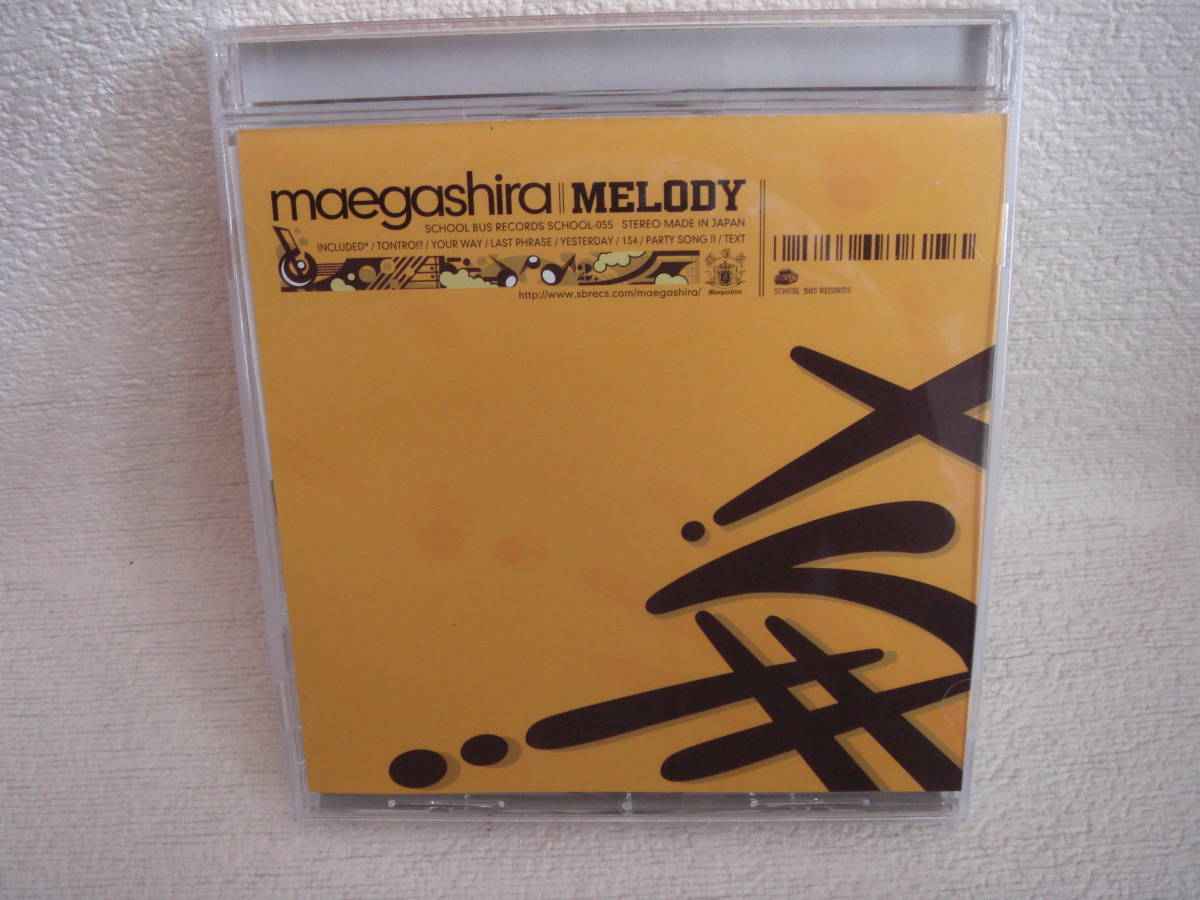 maegashira MELODY
SCHOOL BUS RECORDS SCHOOL-055 STEREO MADE IN JAPAN
INCLUDED* / TONTRO!? / YOUR WAY / LAST PHRASE / YESTERDAY / 134 / PARTY SONG !! / TEXT
http://www.sbrecs.com/maegashira/
Maegashira
SCHOOL BUS RECORDS